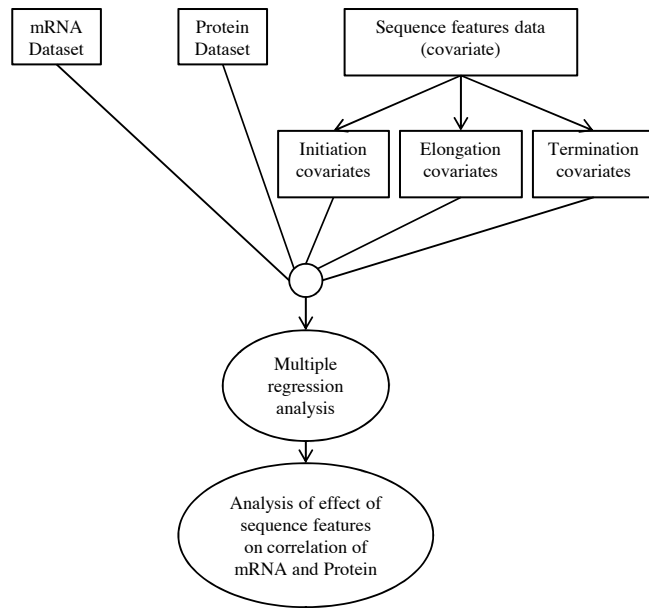 mRNA
Dataset
Protein
Dataset
Sequence features data
(covariate)
Initiation
covariates
Elongation
covariates
Termination
covariates
Multiple
regression
analysis
Analysis of effect of
sequence features
on correlation of
mRNA and Protein